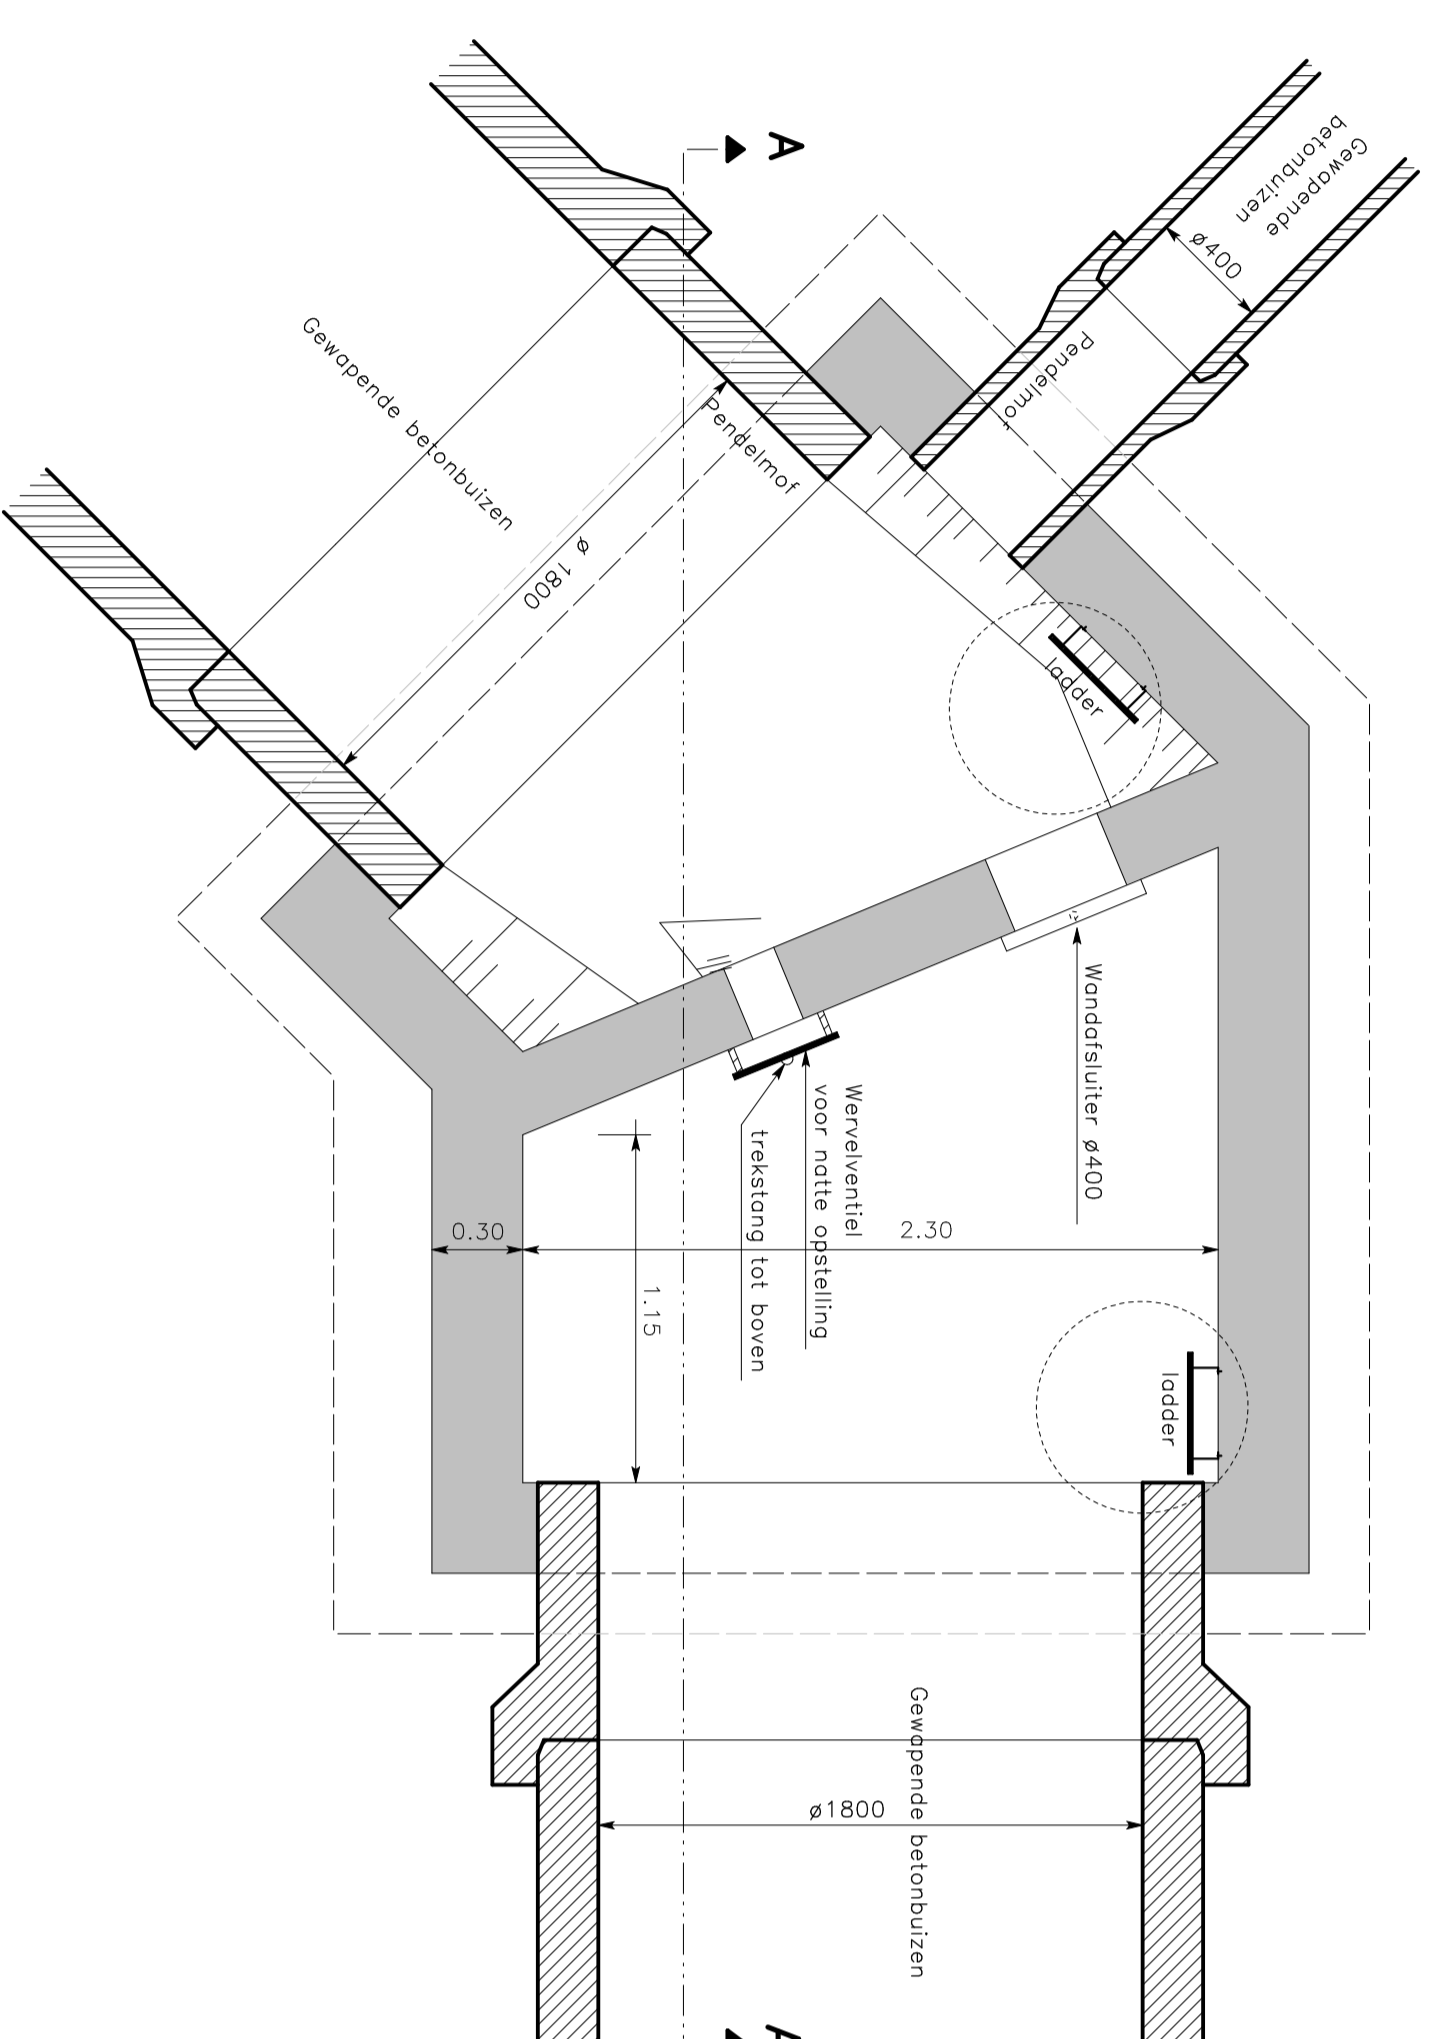 A
Gewapende
betonbuizen
ø400
Pendelmof
Gewapende betonbuizen
Pendelmof
ø 1800
ladder
Wandafsluiter ø400
Wervelventiel
voor natte opstelling
trekstang tot boven
0.30
2.30
1.15
ladder
Gewapende betonbuizen
ø1800
A